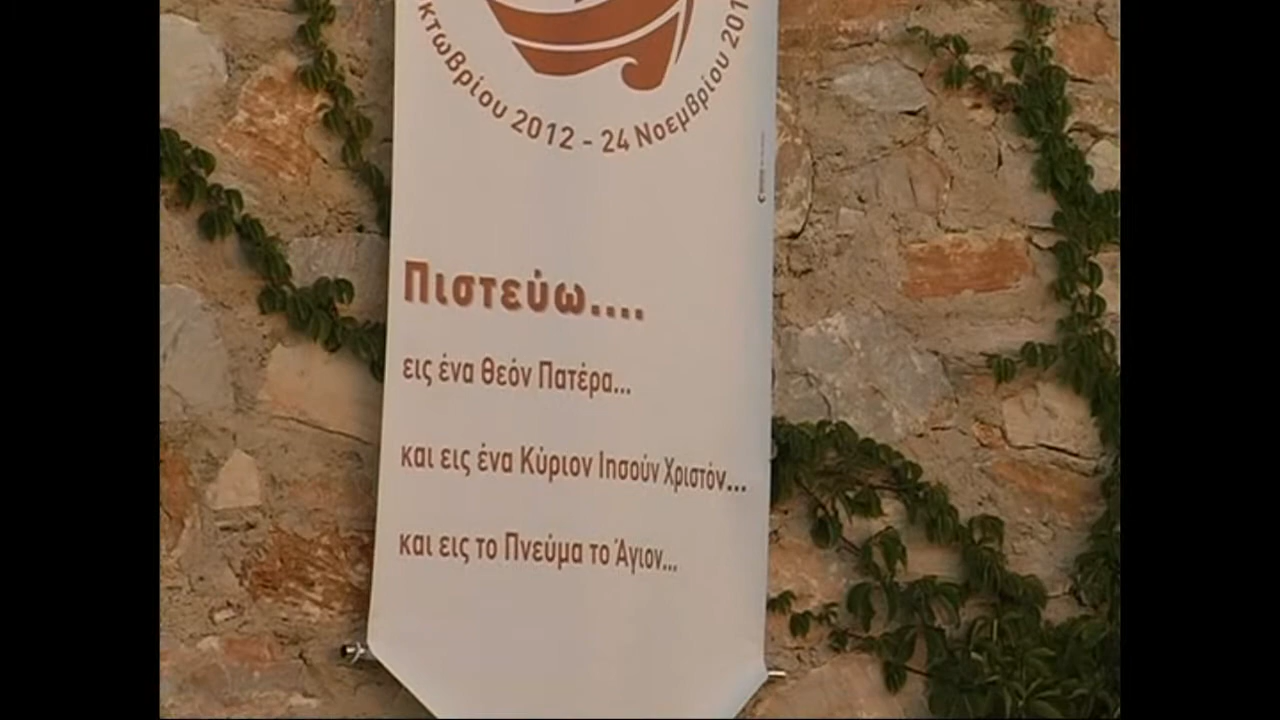 κτωβρίου 2012 - 24 Νοεμβρίου 201
Πιστεύω....
εις ένα Θεόν Πατέρα...
και εις ένα Κύριον Ιησούν Χριστόν...
και εις το Πνεύμα το Άγιον...